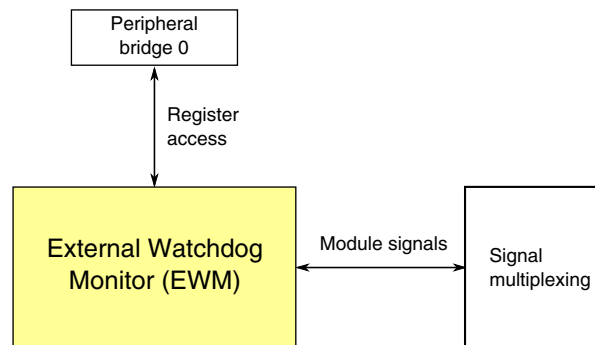 Peripheral
bridge 0
Register
access
External Watchdog
Monitor (EWM)
Module signals
Signal
multiplexing